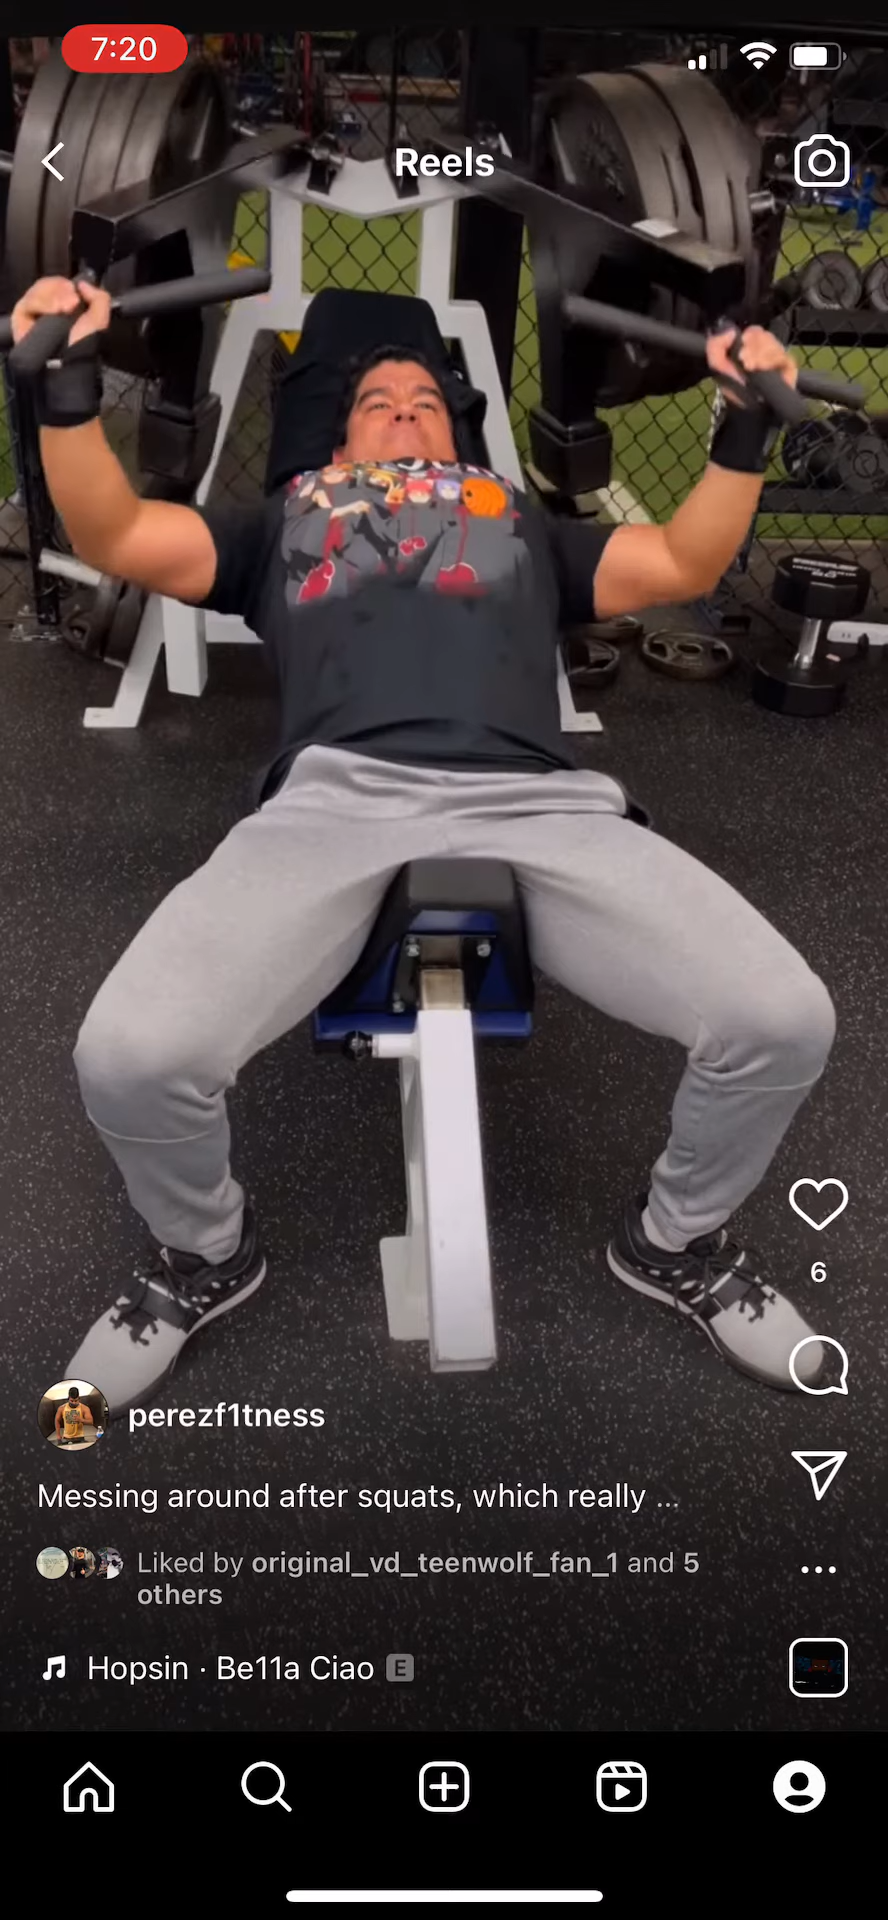 7:20
Reels
6
perezf1tness
Messing around after squats, which really ...
Liked by original_vd_teenwolf_fan_1 and 5
others
Hopsin · Be11a Ciao E